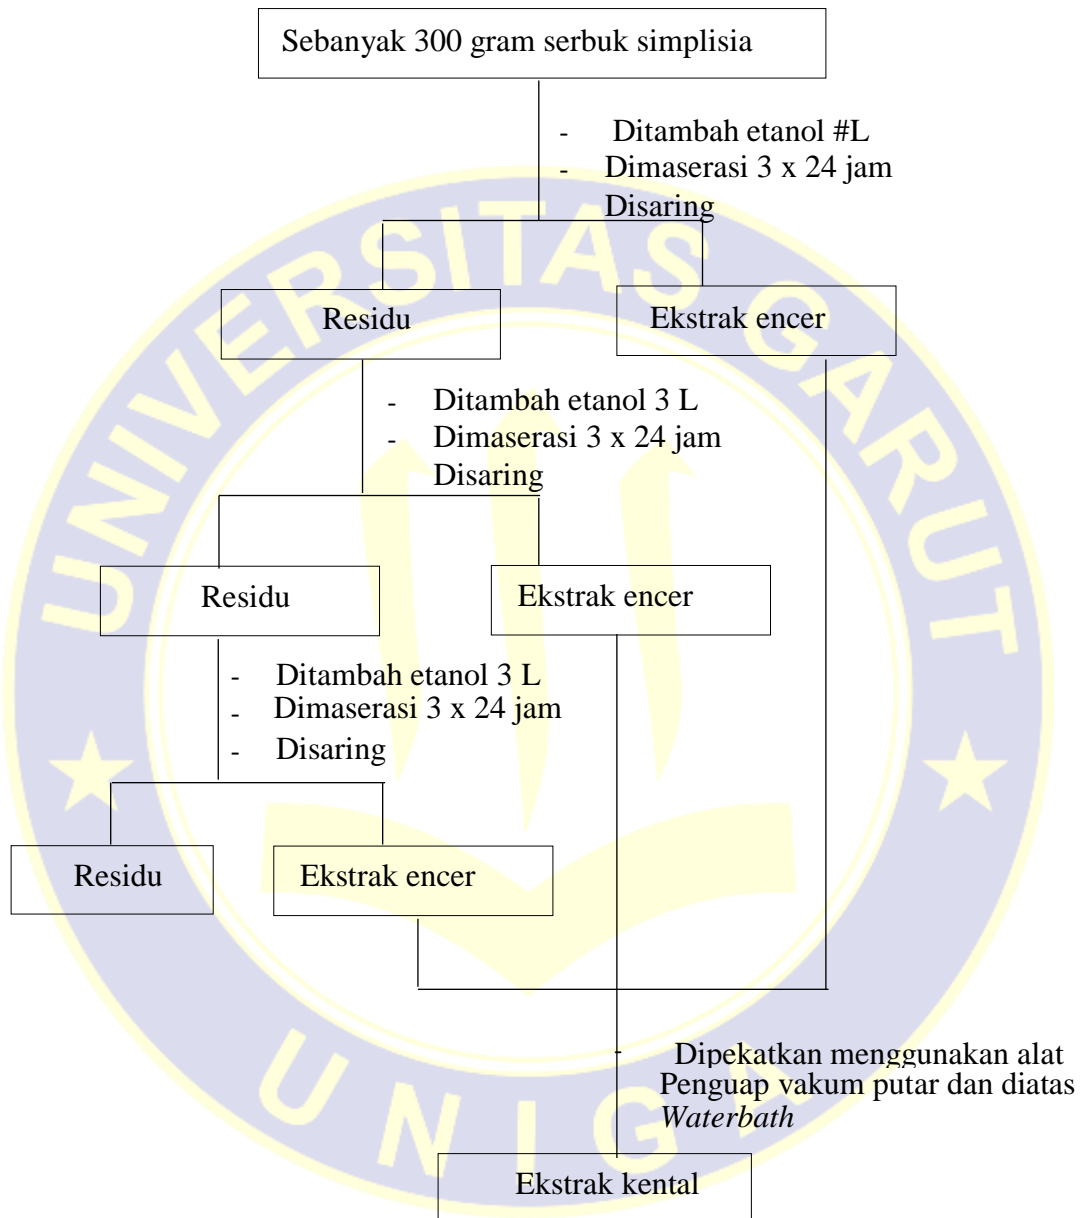 Sebanyak 300 gram serbuk simplisia
- Ditambah etanol #L
- Dimaserasi 3 x 24 jam
Disaring
Residu
Ekstrak encer
- Ditambah etanol 3 L
- Dimaserasi 3 x 24 jam
Disaring
Residu
Ekstrak encer
- Ditambah etanol 3 L
- Dimaserasi 3 x 24 jam
- Disaring
Residu
Ekstrak encer
- Dipekatkan menggunakan alat
Penguap vakum putar dan diatas
Waterbath
Ekstrak kental
UNIVERSITAS GARUT
UNIGA